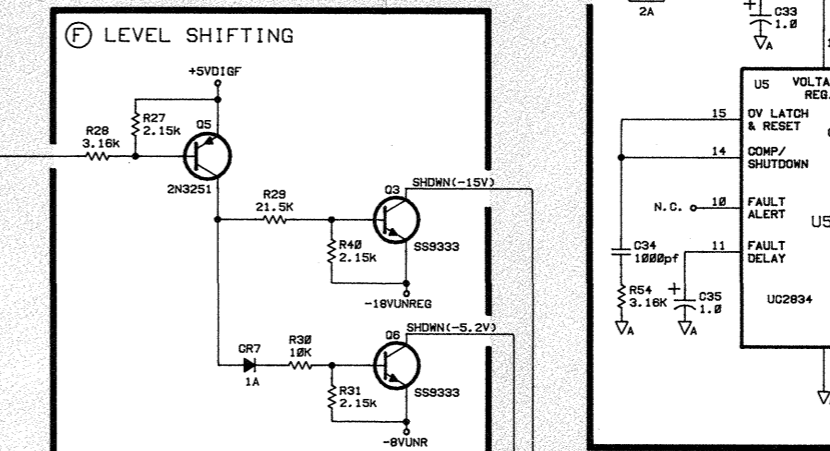 F LEVEL SHIFTING
+5VDIGF
R27
2.15K
Q5
R28
3.16K
2N3251
R29
21.5K
Q3
SHDWN(-15V)
R40
2.15K
SS9333
-18VUNREG
SHDWN(-5.2V)
Q6
R30
10K
CR7
1A
SS9333
R31
2.15K
-8VUNR
2A
+
C33
1.0
A
U5
VOLTA
REG.
15
OV LATCH
& RESET
14
COMP/
SHUTDOWN
N.C.
10
FAULT
ALERT
U5
11
FAULT
DELAY
C34
1000pf
R54
3.16K
+
C35
1.0
UC2834
A
A